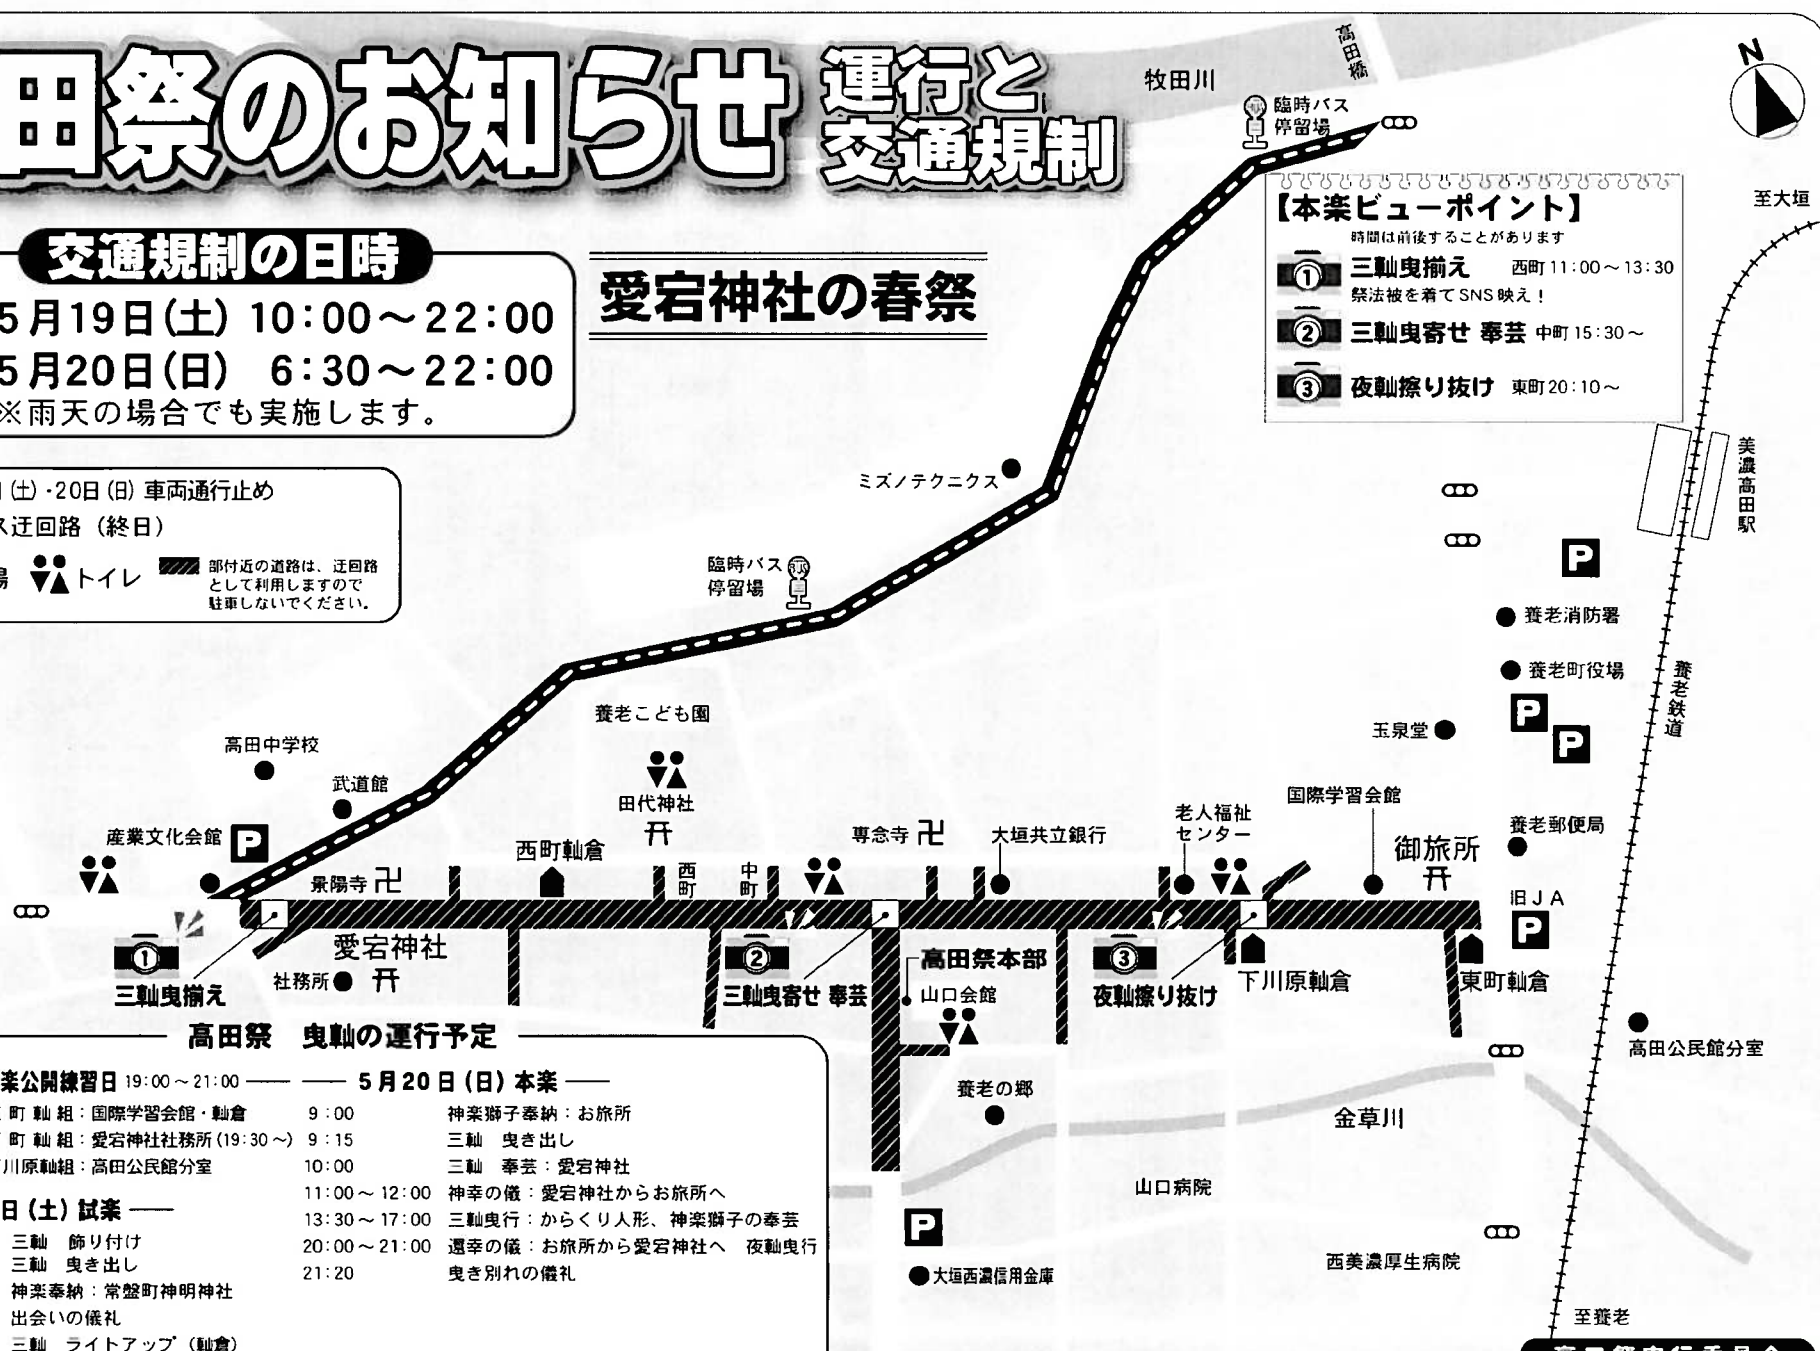 田祭のお知らせ
運行と
交通規制
交通規制の日時
5月19日(土) 10:00～22:00
5月20日(日) 6:30～22:00
※雨天の場合でも実施します。
愛宕神社の春祭
(土)・20日(日) 車両通行止め
迂回路（終日）
トイレ
部付近の道路は、迂回路
として利用しますので
駐車しないでください。
牧田川
高田橋
臨時バス
停留場
N
至大垣
【本楽ビューポイント】
時間は前後することがあります
① 三軕曳揃え 西町11:00～13:30
祭法被を着てSNS映え！
② 三軕曳寄せ 奉芸 中町15:30～
③ 夜軕擦り抜け 東町20:10～
美濃高田駅
ミズノテクニクス
臨時バス
停留場
P
養老消防署
養老町役場
P
P
養老鉄道
玉泉堂
養老こども園
高田中学校
武道館
田代神社
産業文化会館
P
国際学習会館
老人福祉
センター
養老郵便局
専念寺
大垣共立銀行
御旅所
西町軕倉
景陽寺
西町
中町
旧JA
P
愛宕神社
社務所
①
三軕曳揃え
②
三軕曳寄せ 奉芸
高田祭本部
山口会館
③
夜軕擦り抜け
下川原軕倉
東町軕倉
高田公民館分室
養老の郷
金草川
山口病院
P
大垣西濃信用金庫
西美濃厚生病院
至養老
高田祭 曳軕の運行予定
楽公開練習日 19:00～21:00
町軕組：国際学習会館・軕倉
町軕組：愛宕神社社務所(19:30～)
川原軕組：高田公民館分室
日(土) 試楽
三軕 飾り付け
三軕 曳き出し
神楽奉納：常盤町神明神社
出会いの儀礼
三軕 ライトアップ（軕倉）
5月20日(日) 本楽
9:00 神楽獅子奉納：お旅所
9:15 三軕 曳き出し
10:00 三軕 奉芸：愛宕神社
11:00～12:00 神幸の儀：愛宕神社からお旅所へ
13:30～17:00 三軕曳行：からくり人形、神楽獅子の奉芸
20:00～21:00 還幸の儀：お旅所から愛宕神社へ 夜軕曳行
21:20 曳き別れの儀礼